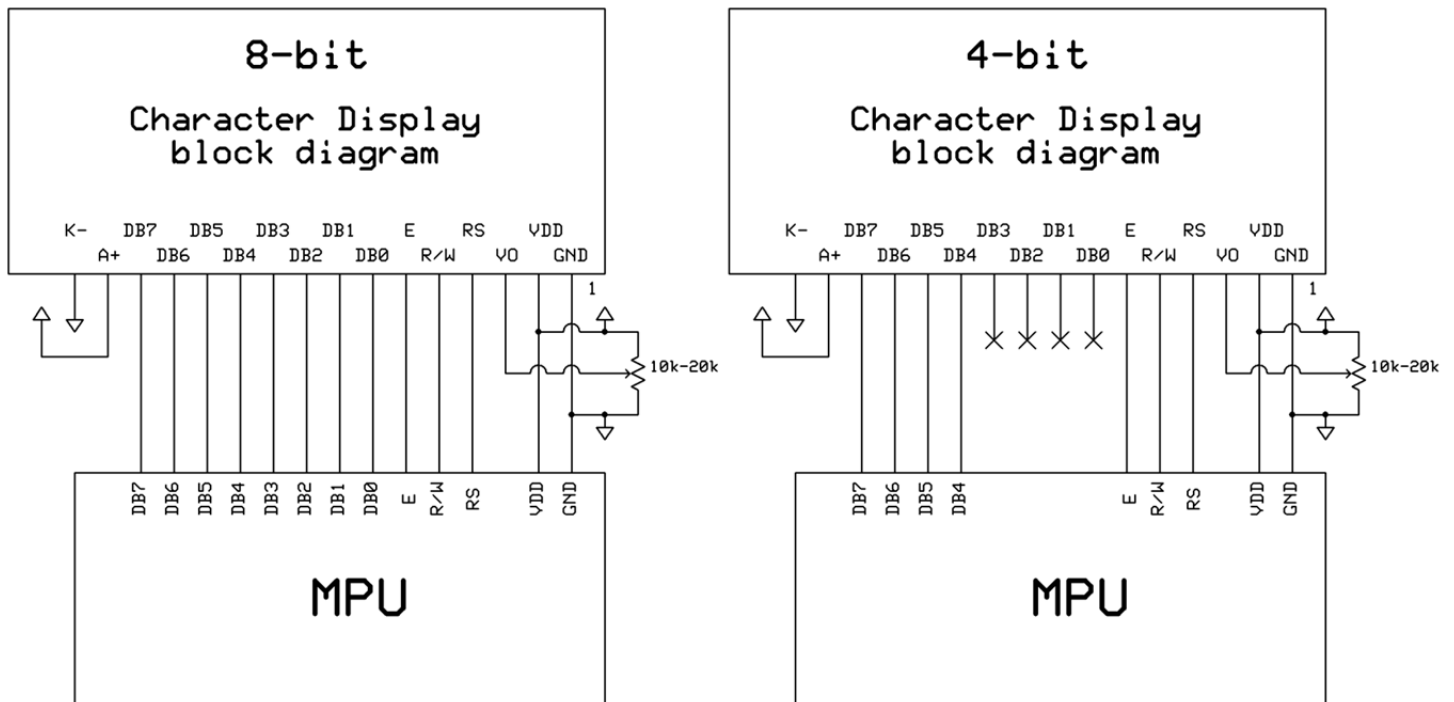 8-bit
Character Display
block diagram
K- DB7 DB5 DB3 DB1 E RS VDD
A+ DB6 DB4 DB2 DB0 R/W VO GND
1
10k-20k
DB7 DB6 DB5 DB4 DB3 DB2 DB1 DB0 E R/W RS VDD GND
MPU
4-bit
Character Display
block diagram
K- DB7 DB5 DB3 DB1 E RS VDD
A+ DB6 DB4 DB2 DB0 R/W VO GND
1
10k-20k
DB7 DB6 DB5 DB4 E R/W RS VDD GND
MPU